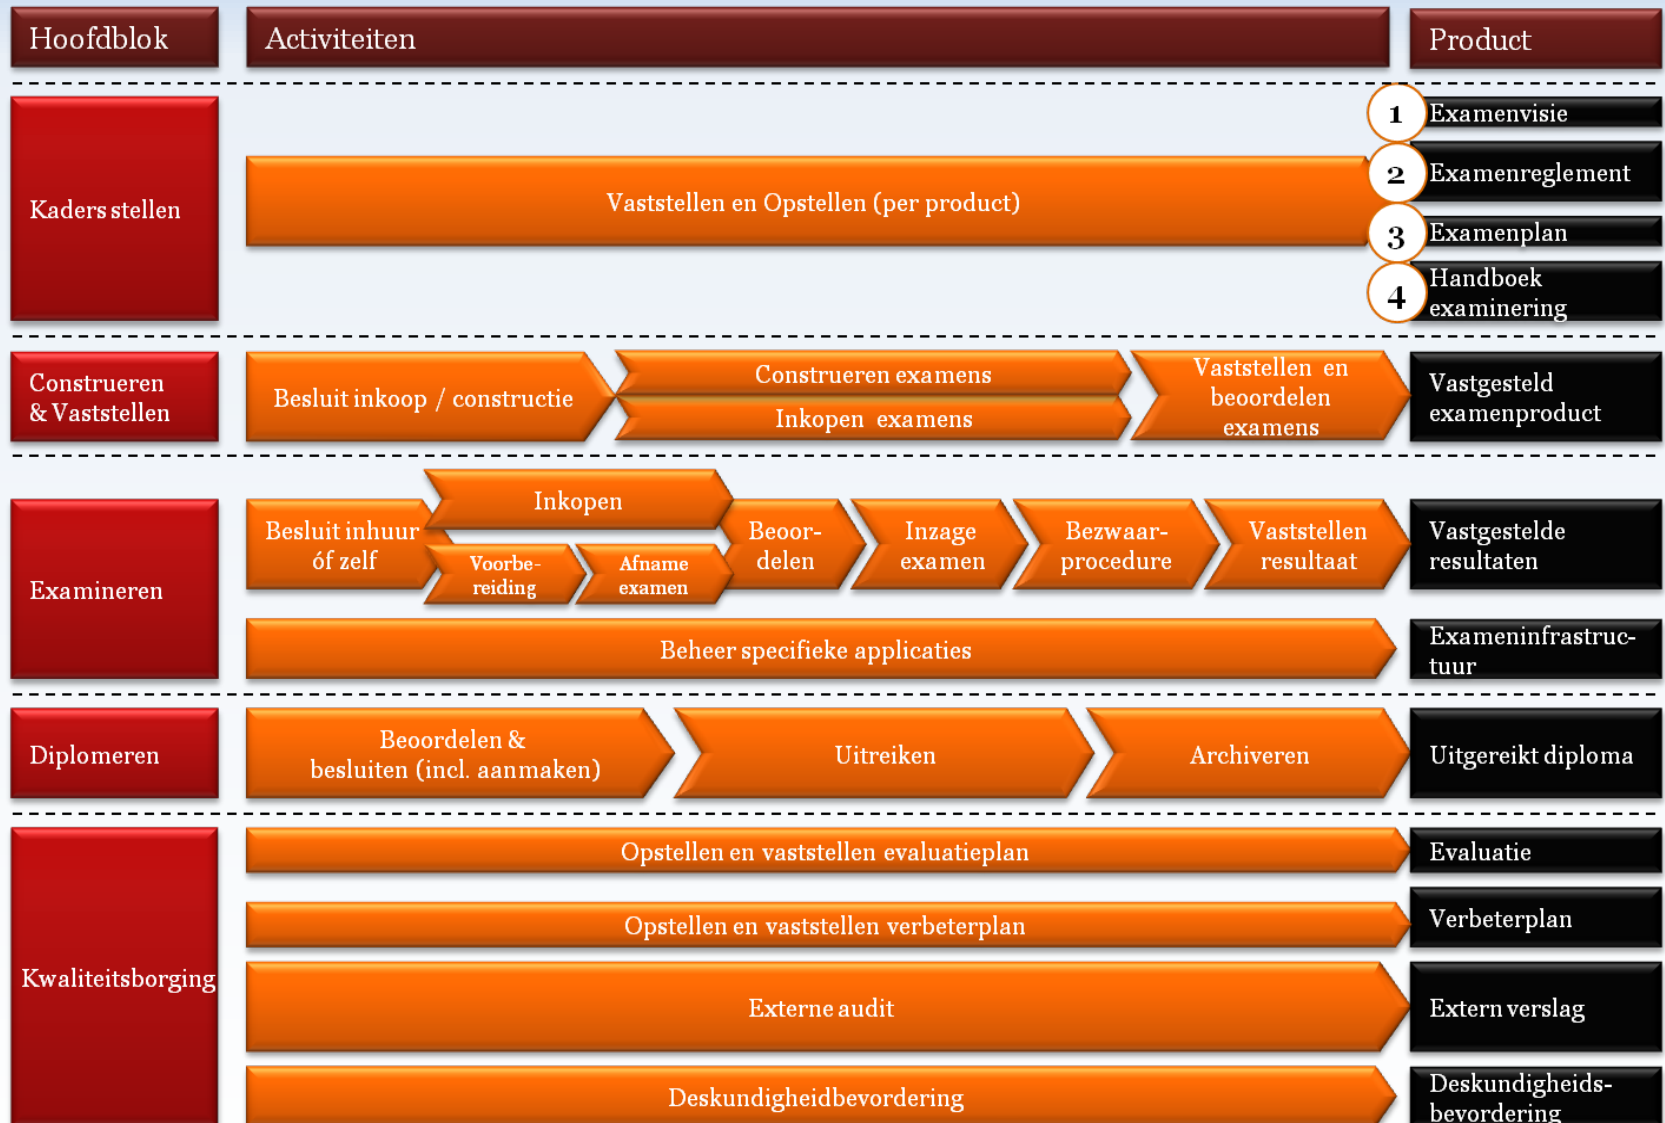 Hoofdblok
Activiteiten
Product
Kaders stellen
Vaststellen en Opstellen (per product)
1
Examenvisie
2
Examenreglement
3
Examenplan
4
Handboek
examinering
Construeren
& Vaststellen
Besluit inkoop / constructie
Construeren examens
Inkopen examens
Vaststellen en
beoordelen
examens
Vastgesteld
examenproduct
Examineren
Besluit inhuur
óf zelf
Inkopen
Voorbe-
reiding
Afname
examen
Beoor-
delen
Inzage
examen
Bezwaar-
procedure
Vaststellen
resultaat
Vastgestelde
resultaten
Beheer specifieke applicaties
Exameninfrastruc-
tuur
Diplomeren
Beoordelen &
besluiten (incl. aanmaken)
Uitreiken
Archiveren
Uitgereikt diploma
Kwaliteitsborging
Opstellen en vaststellen evaluatieplan
Evaluatie
Opstellen en vaststellen verbeterplan
Verbeterplan
Externe audit
Extern verslag
Deskundigheidbevordering
Deskundigheids-
bevordering